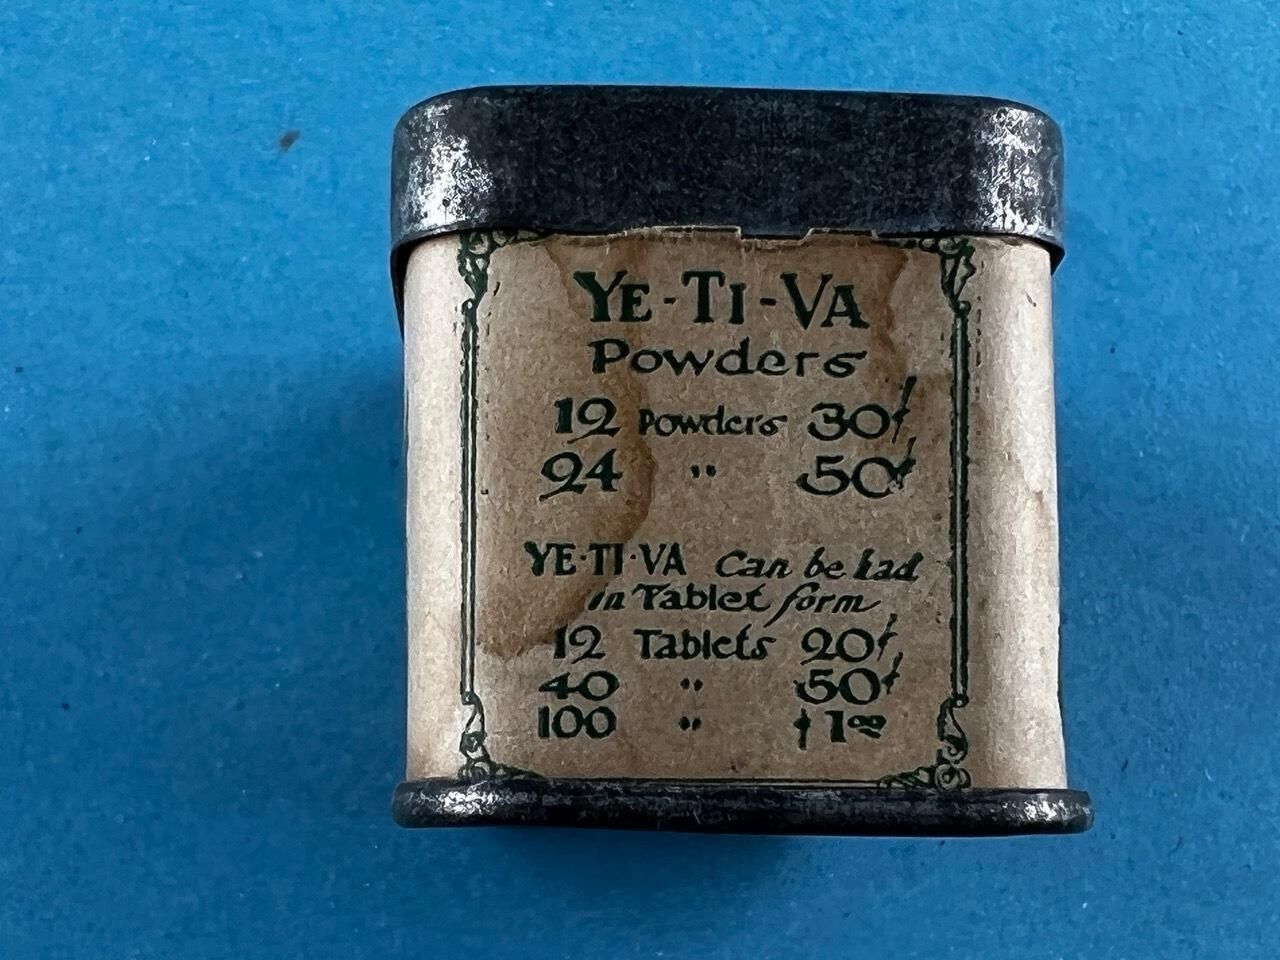 YE-TI-VA
Powders
12 Powders 30¢
24 " 50¢
YE-TI-VA Can be had
in Tablet form
12 Tablets 20¢
40 " 50¢
100 " $1.00